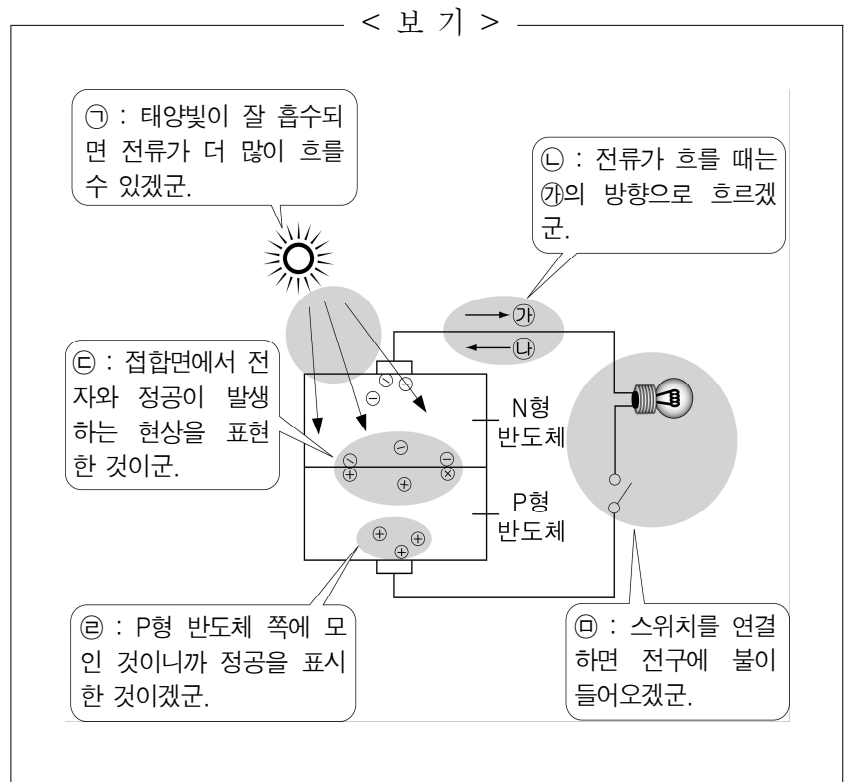 < 보 기 >
㉠ : 태양빛이 잘 흡수되
면 전류가 더 많이 흐를
수 있겠군.
㉡ : 전류가 흐를 때는
㉮의 방향으로 흐르겠
군.
㉮
㉯
㉢ : 접합면에서 전
자와 정공이 발생
하는 현상을 표현
한 것이군.
N형
반도체
P형
반도체
㉣ : P형 반도체 쪽에 모
인 것이니까 정공을 표시
한 것이겠군.
㉤ : 스위치를 연결
하면 전구에 불이
들어오겠군.